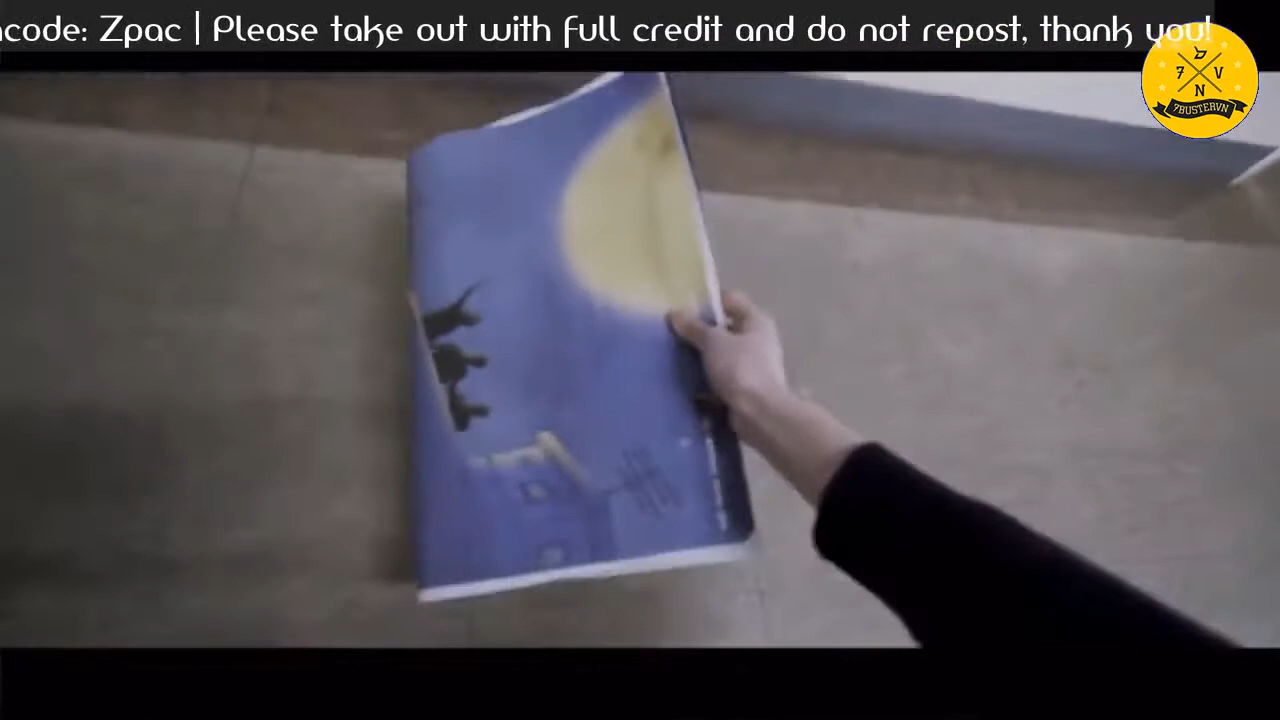 code: Zpac | Please take out with full credit and do not repost, thank you!
7 V
N
7BUSTERVN